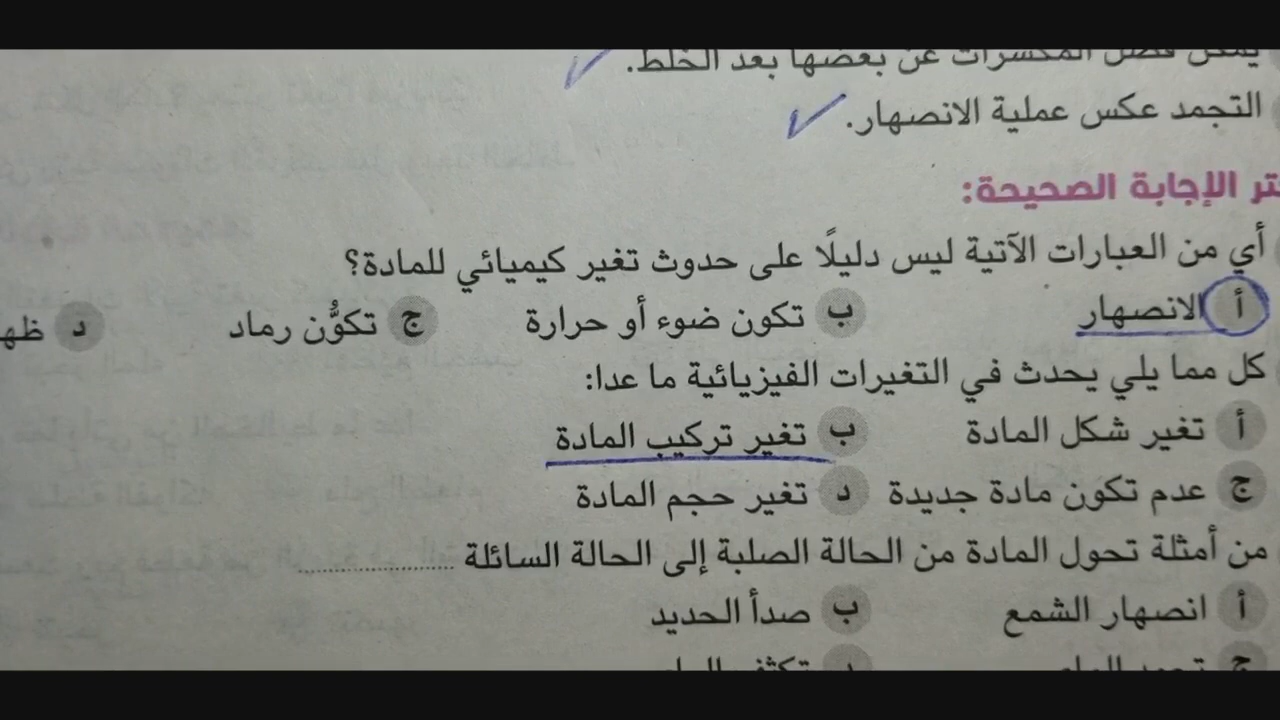 بعضها بعد الخلط.
التجمد عكس عملية الانصهار.
الإجابة الصحيحة:
أي من العبارات الآتية ليس دليلًا على حدوث تغير كيميائي للمادة؟
أ الانصهار ب تكون ضوء أو حرارة ج تكوُّن رماد د
كل مما يلي يحدث في التغيرات الفيزيائية ما عدا:
أ تغير شكل المادة ب تغير تركيب المادة
ج عدم تكون مادة جديدة د تغير حجم المادة
من أمثلة تحول المادة من الحالة الصلبة إلى الحالة السائلة ....................
أ انصهار الشمع ب صدأ الحديد